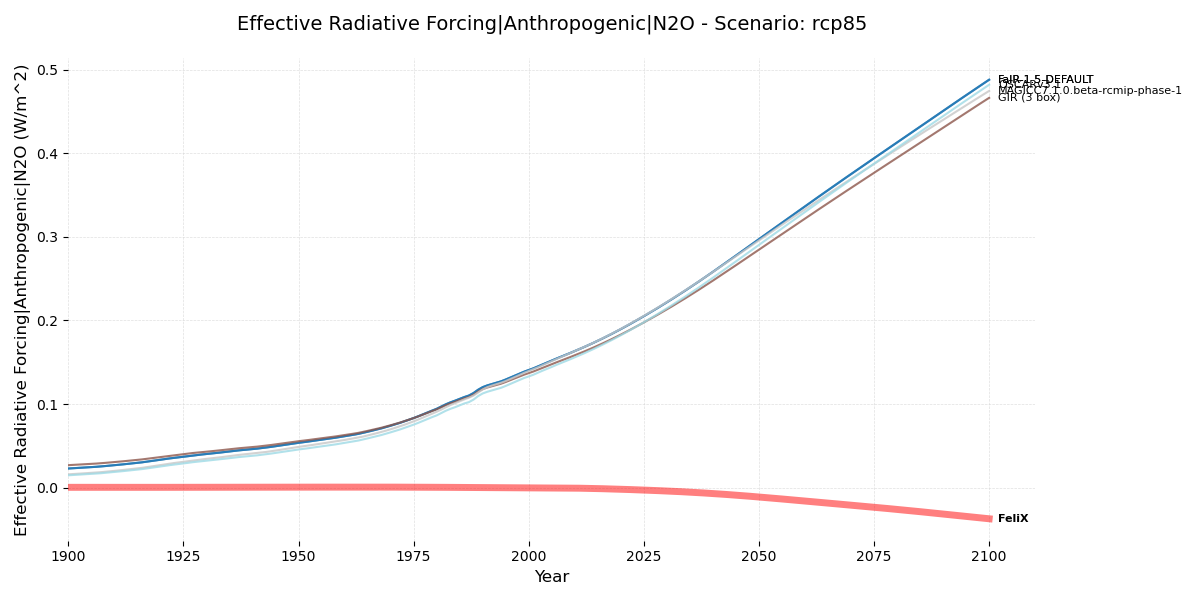 Effective Radiative Forcing|Anthropogenic|N2O - Scenario: rcp85
Effective Radiative Forcing|Anthropogenic|N2O (W/m^2)
0.5
0.4
0.3
0.2
0.1
0.0
FaIR-1.5-DEFAULT
MAGICC7.1.0.beta-rcmip-phase-1
GIR (3 box)
FeliX
1900
1925
1950
1975
2000
2025
2050
2075
2100
Year